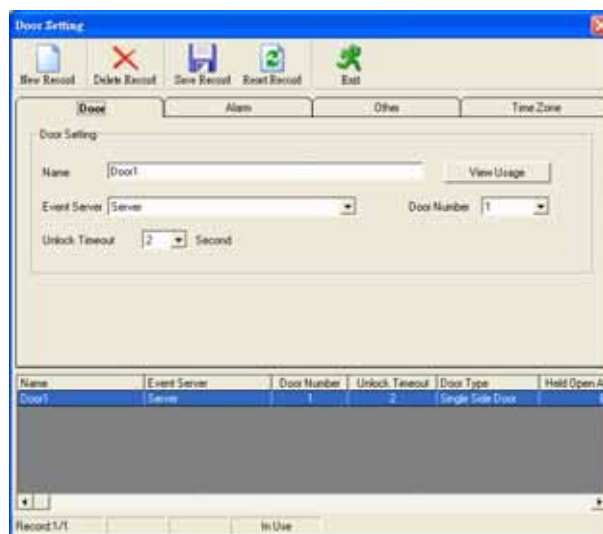 Door Setting
New Record Delete Record Save Record Reset Record Exit
Door Alarm Other Time Zone
Door Setting
Name Door1 View Usage
Event Server Server Door Number 1
Unlock Timeout 2 Second
Name Event Server Door Number Unlock Timeout Door Type Held Open A
Door1 Server 1 2 Single Side Door
Record:1/1 In Use